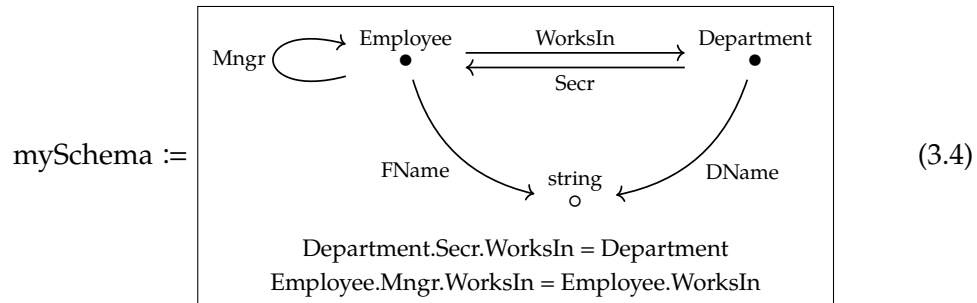 Employee
WorksIn
Department
Mngr
Secr
mySchema :=
(3.4)
FName
string
DName
Department.Secr.WorksIn = Department
Employee.Mngr.WorksIn = Employee.WorksIn